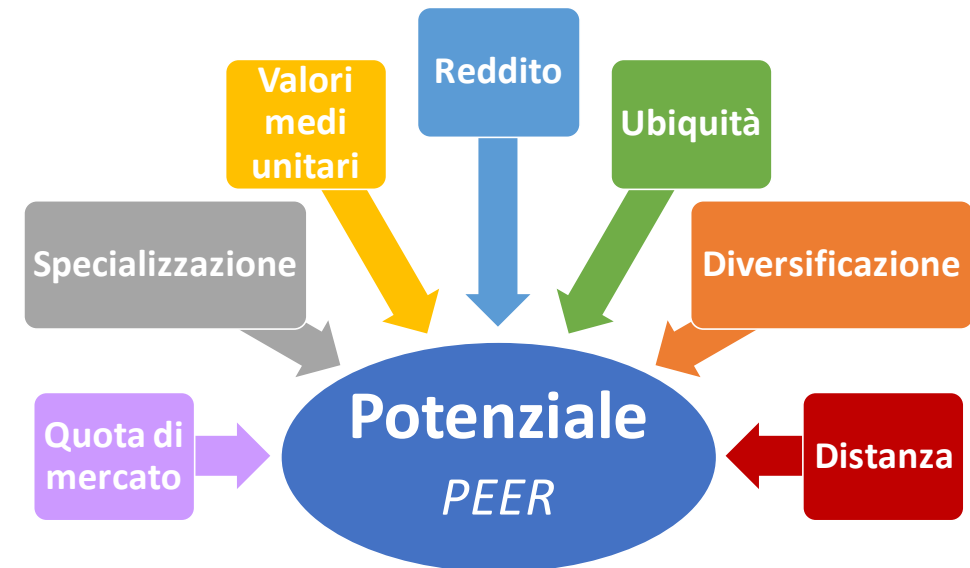 Reddito
Valori
medi
unitari
Ubiquità
Specializzazione
Diversificazione
Quota di
mercato
Potenziale
PEER
Distanza